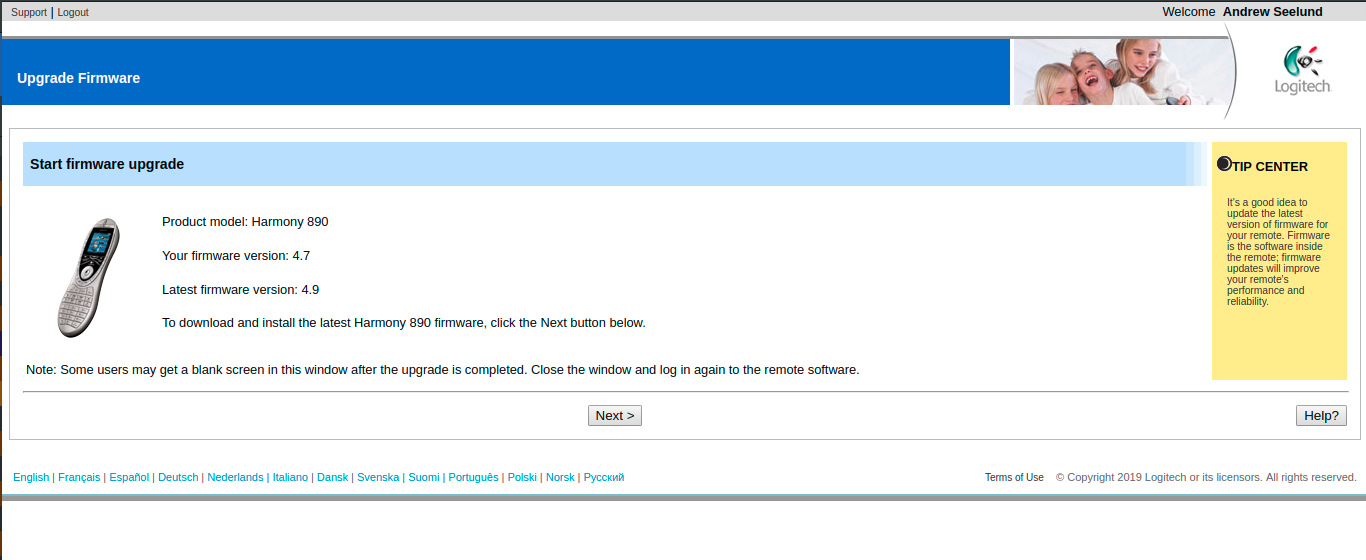 Support | Logout
Welcome Andrew Seelund
Upgrade Firmware
Logitech
Start firmware upgrade
Product model: Harmony 890
Your firmware version: 4.7
Latest firmware version: 4.9
To download and install the latest Harmony 890 firmware, click the Next button below.
Note: Some users may get a blank screen in this window after the upgrade is completed. Close the window and log in again to the remote software.
TIP CENTER
It's a good idea to
update the latest
version of firmware for
your remote. Firmware
is the software inside
the remote; firmware
updates will improve
your remote's
performance and
reliability.
Next >
Help?
English | Français | Español | Deutsch | Nederlands | Italiano | Dansk | Svenska | Suomi | Português | Polski | Norsk | Русский
Terms of Use © Copyright 2019 Logitech or its licensors. All rights reserved.